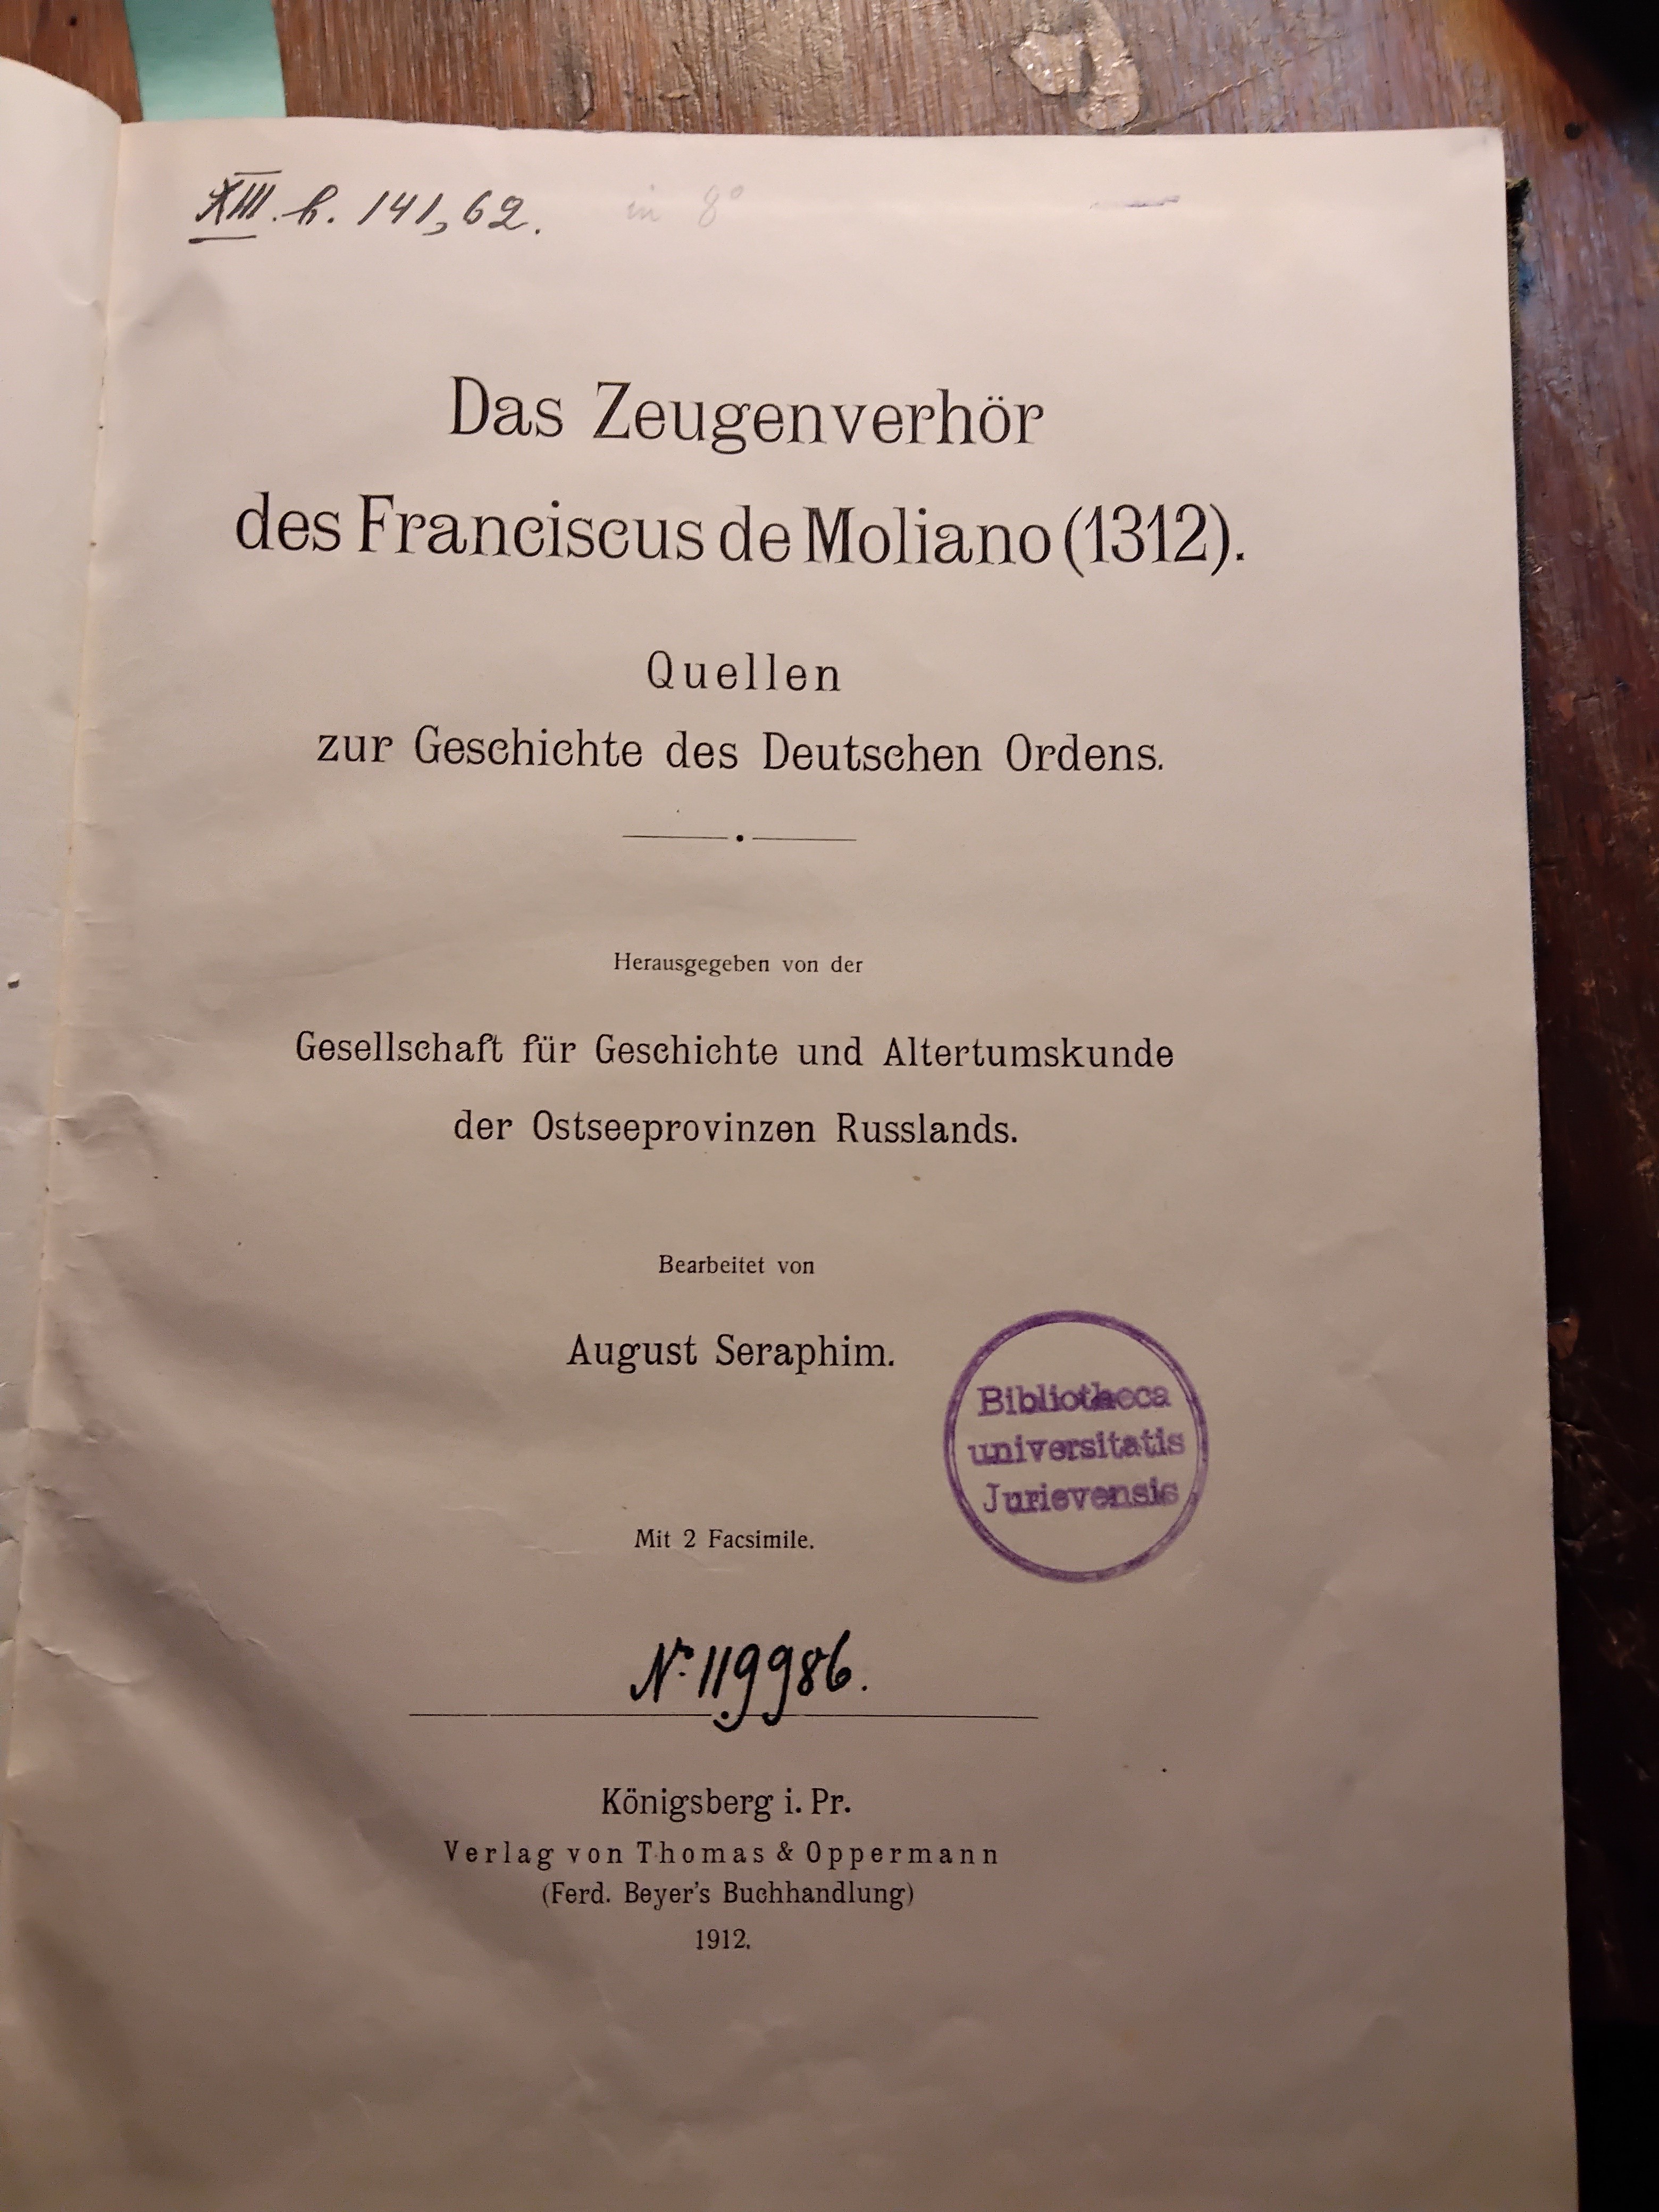 XIII. h. 141,62. in 8°
Das Zeugenverhör
des Franciscus de Moliano (1312).
Quellen
zur Geschichte des Deutschen Ordens.
Herausgegeben von der
Gesellschaft für Geschichte und Altertumskunde
der Ostseeprovinzen Russlands.
Bearbeitet von
August Seraphim.
Bibliotheca
universitatis
Jurievensis
Mit 2 Facsimile.
№ 119986.
Königsberg i. Pr.
Verlag von Thomas & Oppermann
(Ferd. Beyer's Buchhandlung)
1912.